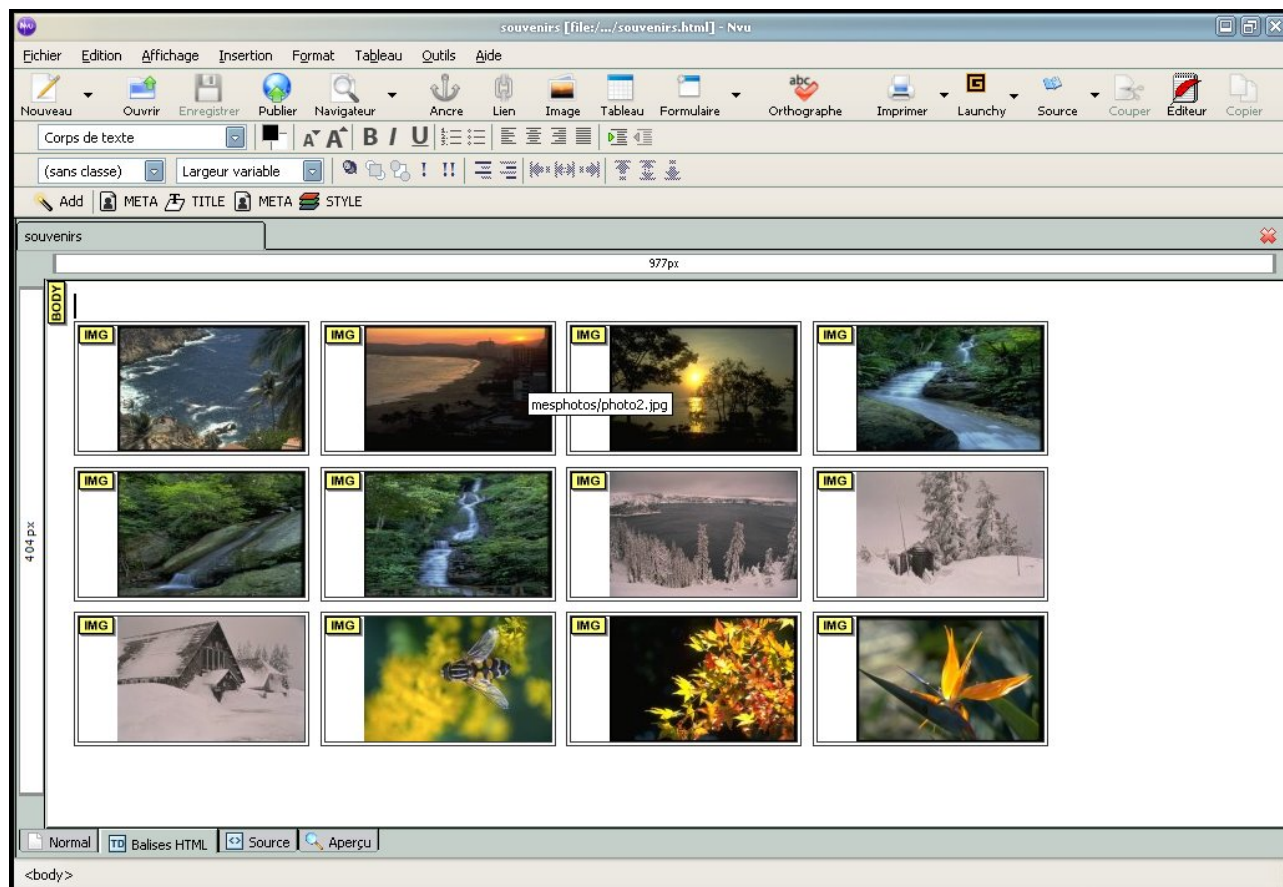 Nvu souvenirs [file:/.../souvenirs.html] - Nvu
Fichier Edition Affichage Insertion Format Tableau Outils Aide
abc
Nouveau Ouvrir Enregistrer Publier Navigateur Ancre Lien Image Tableau Formulaire Orthographe Imprimer Launchy Source Couper Éditeur Copier
Corps de texte A A B I U
(sans classe) Largeur variable ! !!
Add META TITLE META STYLE
souvenirs
977px
BODY
IMG IMG IMG IMG
mesphotos/photo2.jpg
IMG IMG IMG IMG
404px
IMG IMG IMG IMG
Normal TD Balises HTML Source Aperçu
<body>